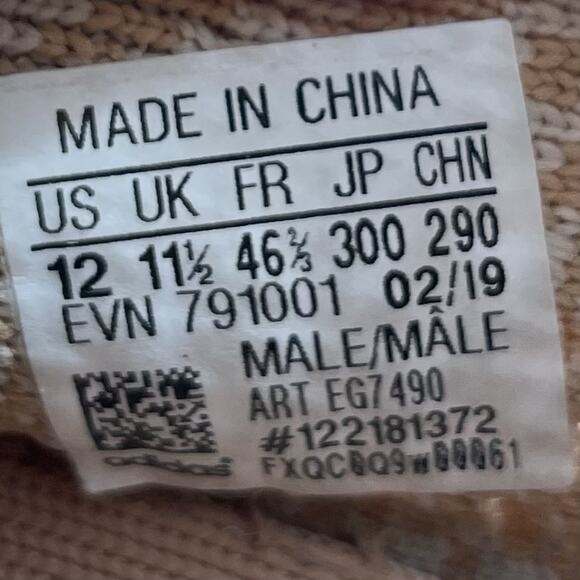 MADE IN CHINA
US UK FR JP CHN
12 11½ 46⅔ 300 290
EVN 791001 02/19
MALE/MÂLE
ART EG7490
#122181372
adidas